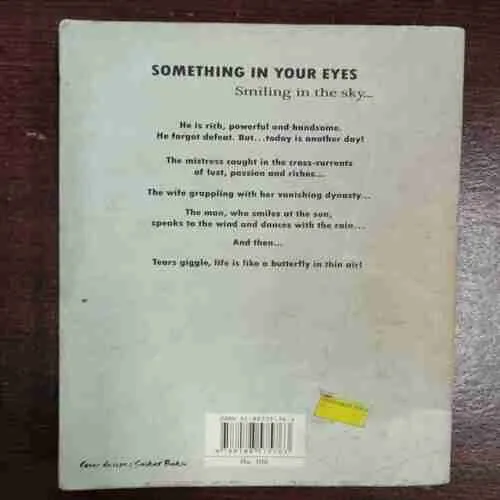 SOMETHING IN YOUR EYES
Smiling in the sky...
He is rich, powerful and handsome.
He forgot defeat. But...today is another day!
The mistress caught in the cross-currents
of lust, passion and riches...
The wife grappling with her vanishing dynasty...
The man, who smiles at the sun,
speaks to the wind and dances with the rain...
And then...
Tears giggle, life is like a butterfly in thin air!
ISBN
Cover design: